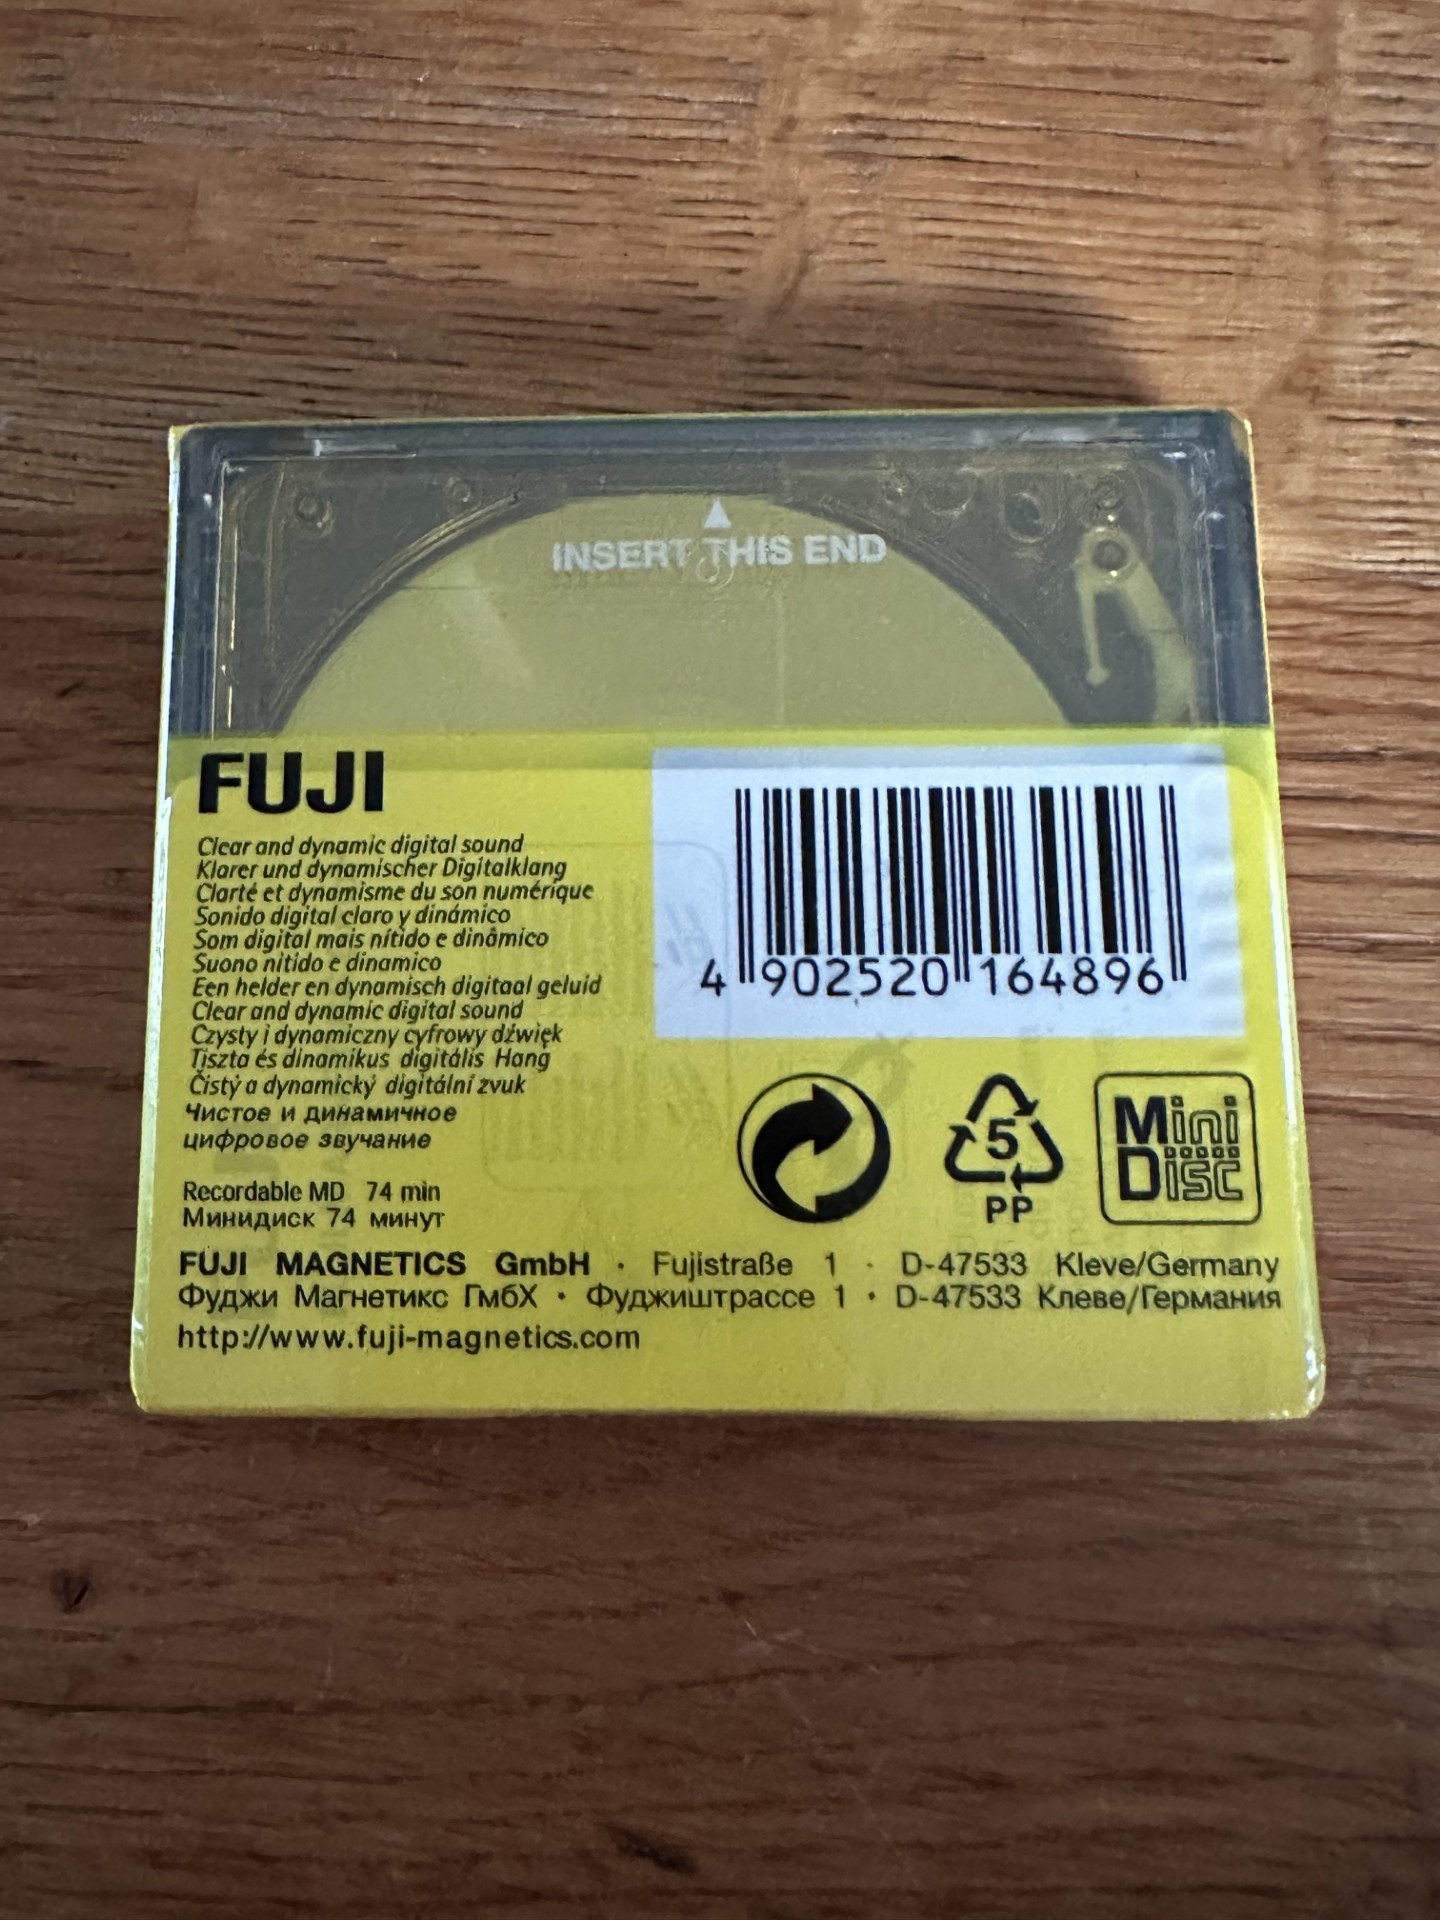 INSERT THIS END
FUJI
Clear and dynamic digital sound
Klarer und dynamischer Digitalklang
Clarté et dynamisme du son numérique
Sonido digital claro y dinámico
Som digital mais nítido e dinâmico
Suono nitido e dinamico
Een helder en dynamisch digitaal geluid
Clear and dynamic digital sound
Czysty i dynamiczny cyfrowy dźwięk
Tiszta és dinamikus digitális Hang
Čistý a dynamický digitální zvuk
Чистое и динамичное
цифровое звучание
Recordable MD 74 min
Минидиск 74 минут
4 902520 164896
5
PP
Mini
Disc
FUJI MAGNETICS GmbH · Fujistraße 1 · D-47533 Kleve/Germany
Фуджи Магнетикс ГмбХ · Фуджиштрассе 1 · D-47533 Клеве/Германия
http://www.fuji-magnetics.com